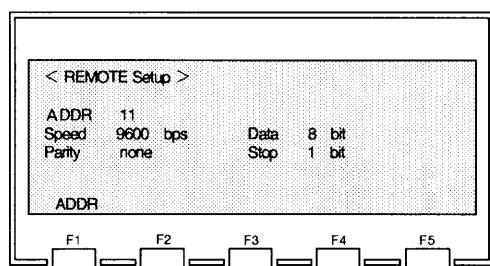 < REMOTE Setup >
ADDR 11
Speed 9600 bps Data 8 bit
Parity none Stop 1 bit
ADDR
F1 F2 F3 F4 F5